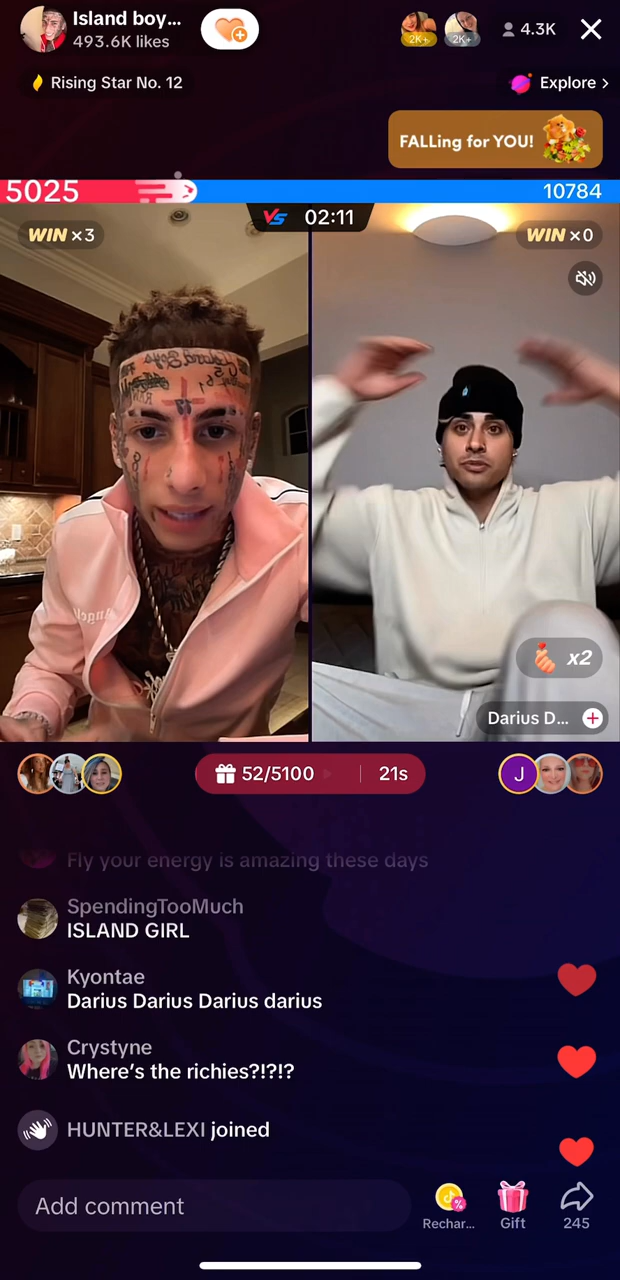 Island boy...
493.6K likes
2K+
2K+
4.3K
Rising Star No. 12
Explore >
FALLing for YOU!
5025
10784
VS 02:11
WIN ×3
WIN ×0
x2
Darius D...
52/5100
21s
J
Fly your energy is amazing these days
SpendingTooMuch
ISLAND GIRL
Kyontae
Darius Darius Darius darius
Crystyne
Where's the richies?!?!?
HUNTER&LEXI joined
Add comment
Rechar...
Gift
245